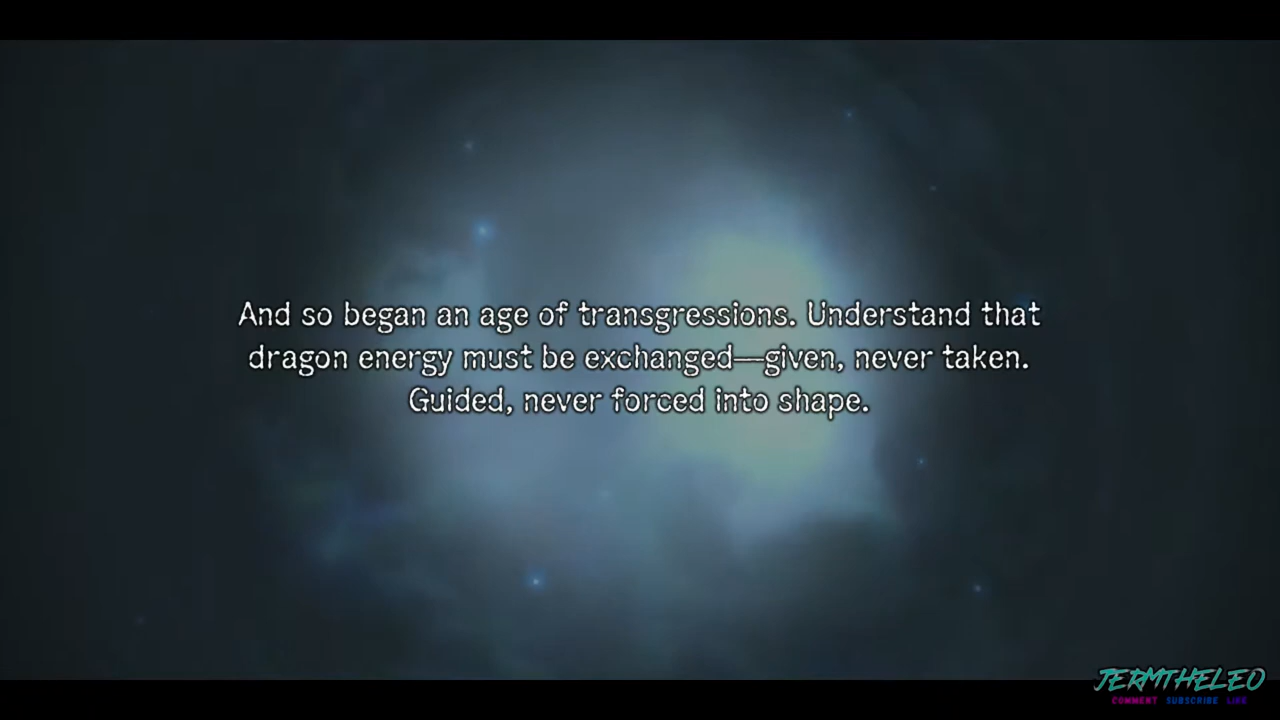 And so began an age of transgressions. Understand that
dragon energy must be exchanged—given, never taken.
Guided, never forced into shape.
JERMTHELEO
COMMENT SUBSCRIBE LIKE